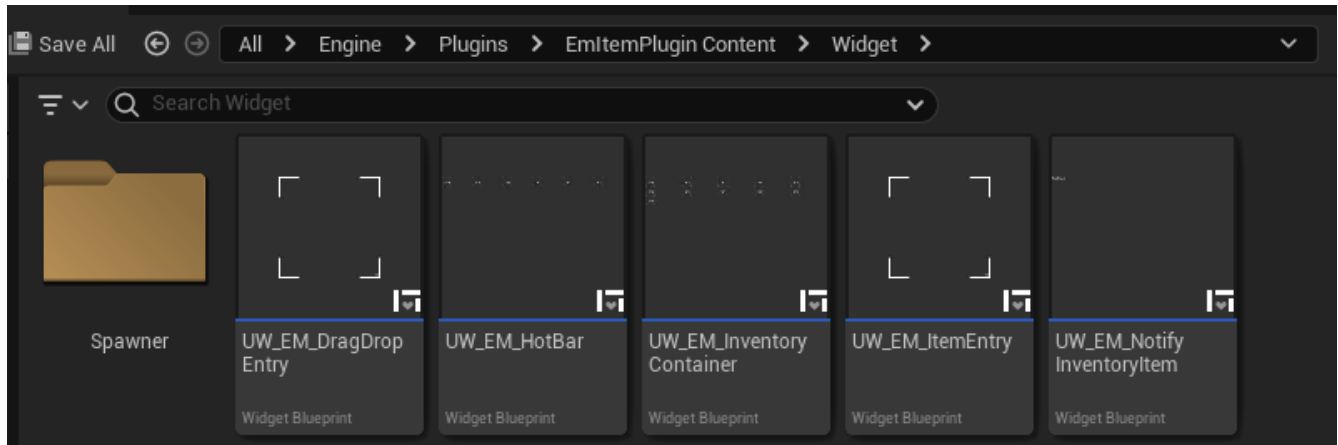 Save All All > Engine > Plugins > EmItemPlugin Content > Widget >
Search Widget
Spawner
UW_EM_DragDrop
Entry
Widget Blueprint
UW_EM_HotBar
Widget Blueprint
UW_EM_Inventory
Container
Widget Blueprint
UW_EM_ItemEntry
Widget Blueprint
UW_EM_Notify
InventoryItem
Widget Blueprint